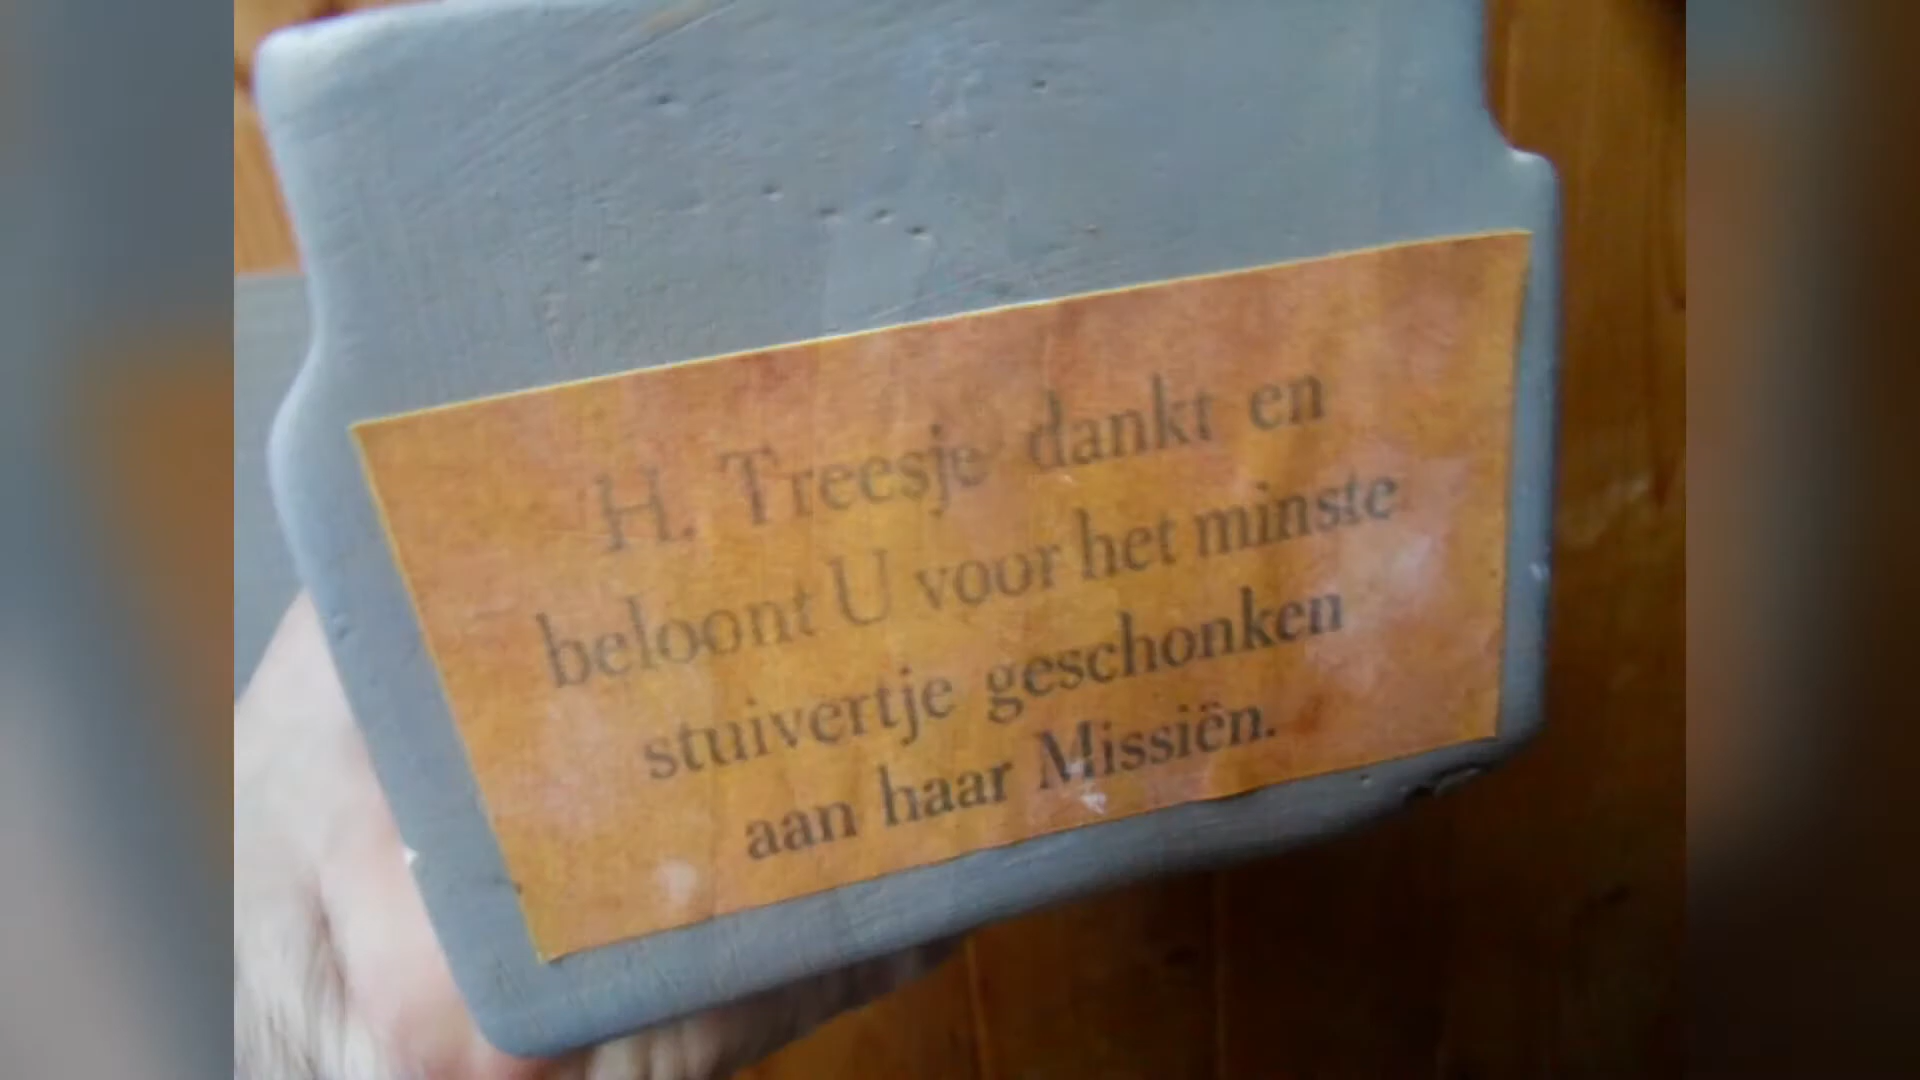 H. Treesje dankt en
beloont U voor het minste
stuivertje geschonken
aan haar Missiën.